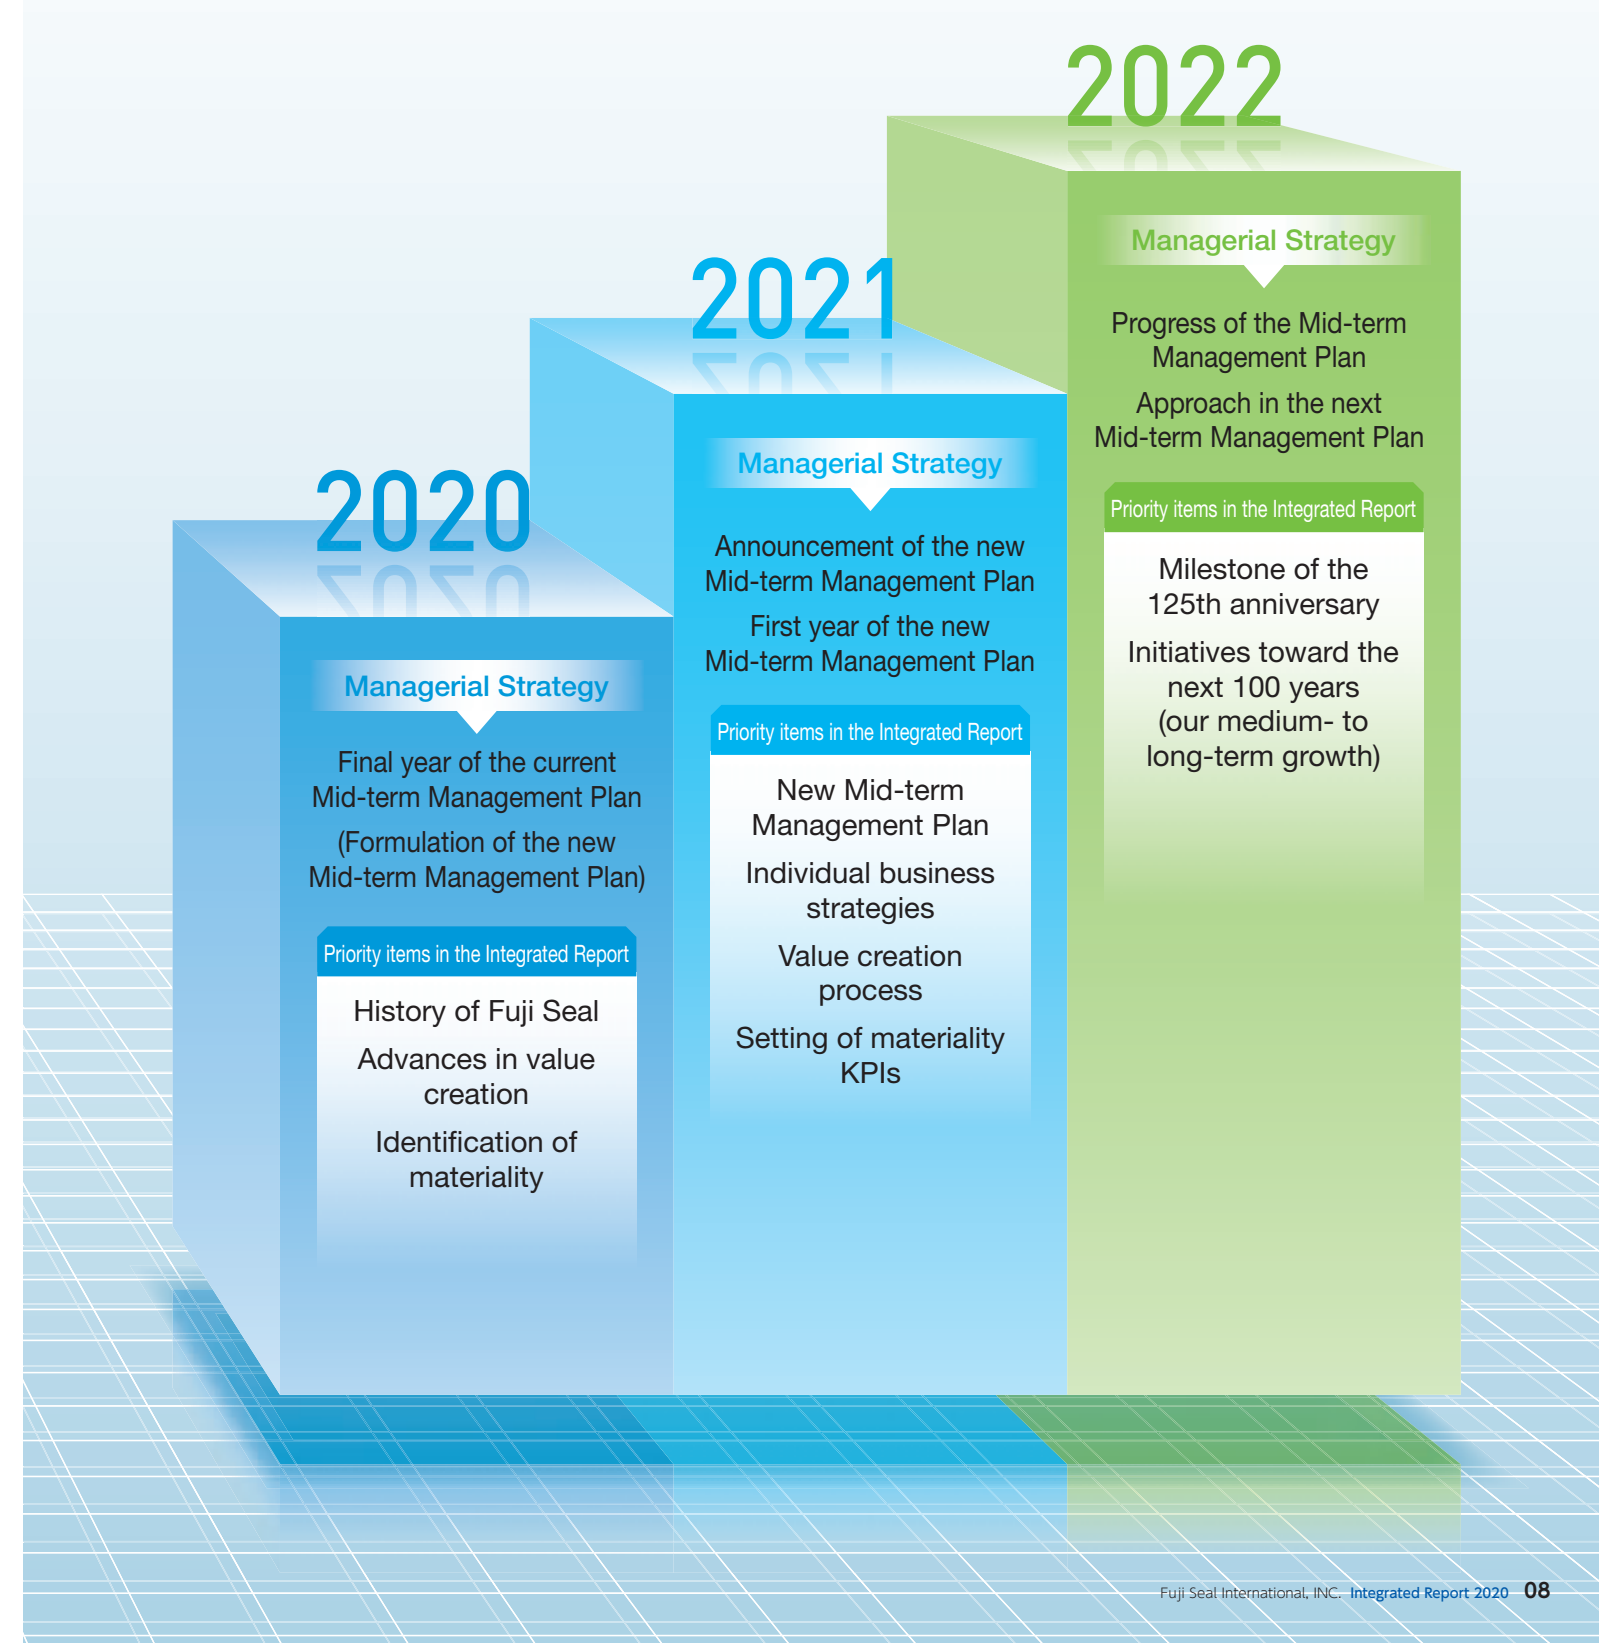 2020
Managerial Strategy
Final year of the current
Mid-term Management Plan
(Formulation of the new
Mid-term Management Plan)
Priority items in the Integrated Report
History of Fuji Seal
Advances in value
creation
Identification of
materiality
2021
Managerial Strategy
Announcement of the new
Mid-term Management Plan
First year of the new
Mid-term Management Plan
Priority items in the Integrated Report
New Mid-term
Management Plan
Individual business
strategies
Value creation
process
Setting of materiality
KPIs
2022
Managerial Strategy
Progress of the Mid-term
Management Plan
Approach in the next
Mid-term Management Plan
Priority items in the Integrated Report
Milestone of the
125th anniversary
Initiatives toward the
next 100 years
(our medium- to
long-term growth)
Fuji Seal International, INC. Integrated Report 2020 08